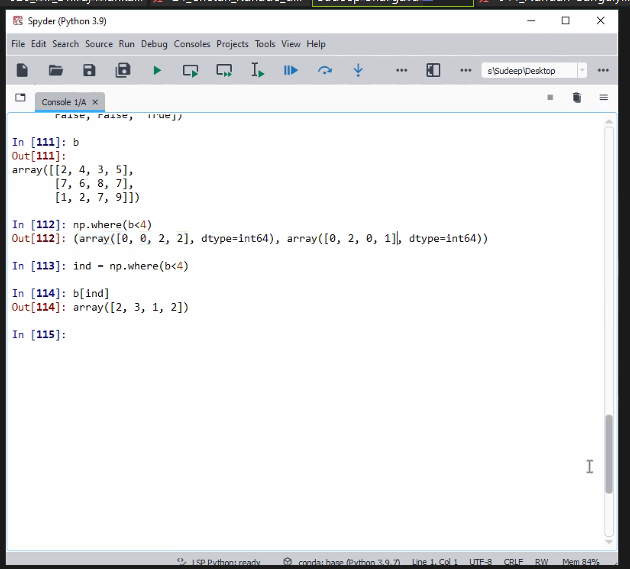 Spyder (Python 3.9)
File Edit Search Source Run Debug Consoles Projects Tools View Help
s\Sudeep\Desktop
Console 1/A
False, False, True])
In [111]: b
Out[111]:
array([[2, 4, 3, 5],
[7, 6, 8, 7],
[1, 2, 7, 9]])
In [112]: np.where(b<4)
Out[112]: (array([0, 0, 2, 2], dtype=int64), array([0, 2, 0, 1], dtype=int64))
In [113]: ind = np.where(b<4)
In [114]: b[ind]
Out[114]: array([2, 3, 1, 2])
In [115]:
LSP Python: ready conda: base (Python 3.9.7) Line 1, Col 1 UTF-8 CRLF RW Mem 84%